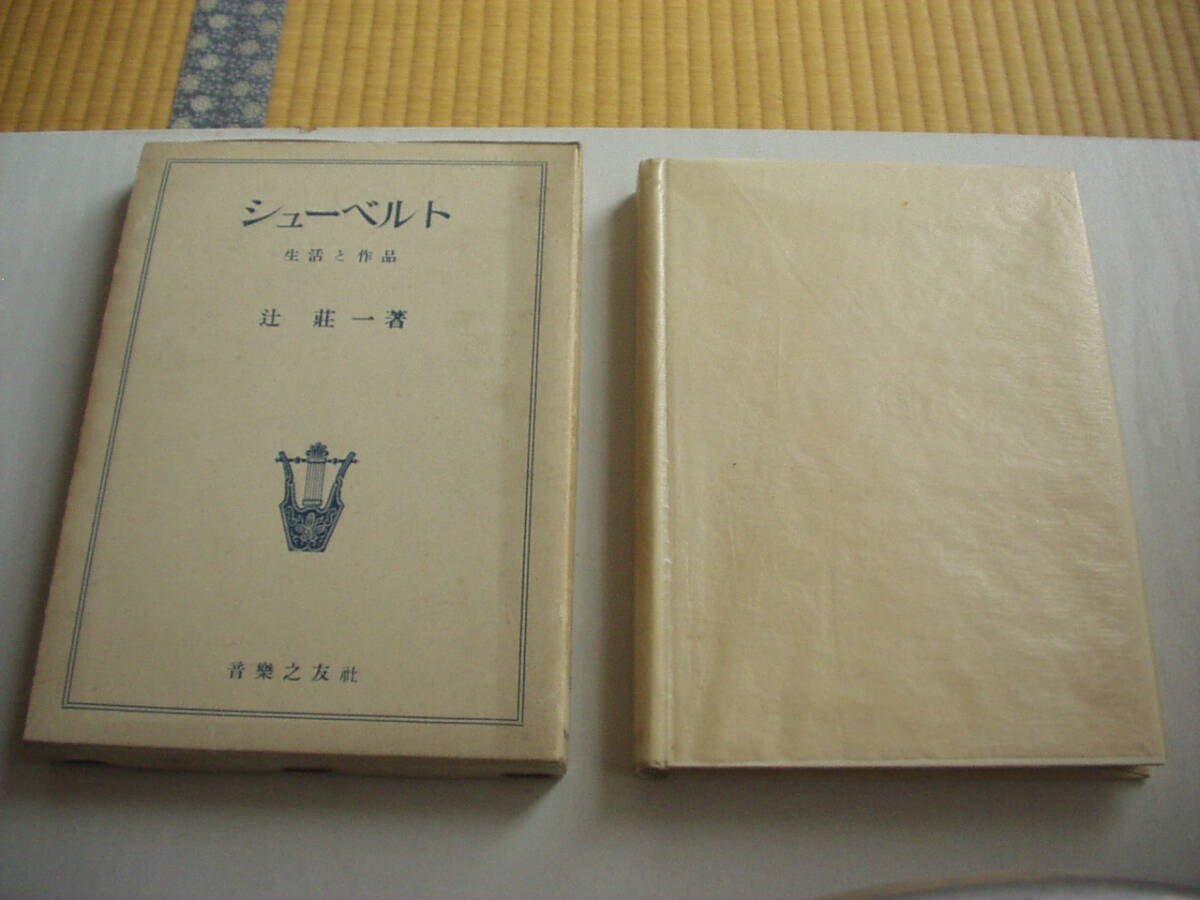 シューベルト
生活と作品
辻 莊一著
音樂之友社